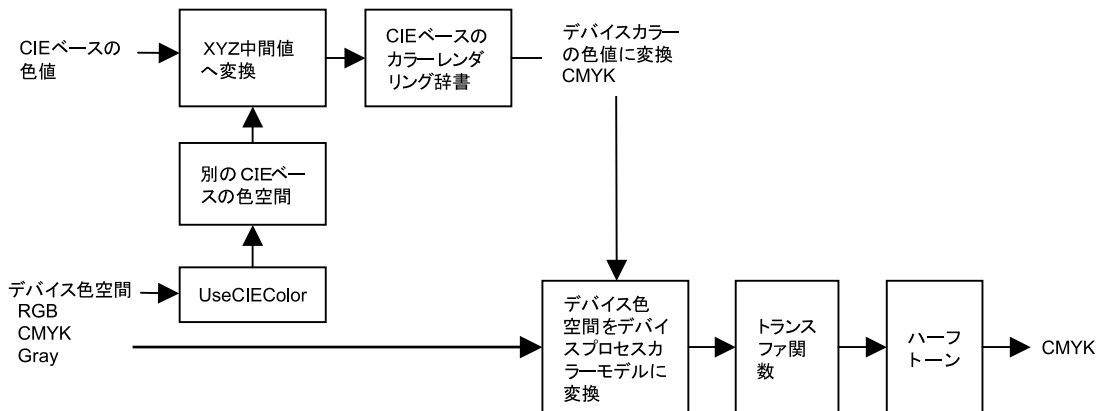 CIEベースの
色値
XYZ中間値
へ変換
CIEベースの
カラーレンダ
リング辞書
デバイスカラー
の色値に変換
CMYK
別のCIEベー
スの色空間
デバイス色空間
RGB
CMYK
Gray
UseCIEColor
デバイス色
空間をデバイ
スプロセスカ
ラーモデルに
変換
トランス
ファ関
数
ハーフ
トーン
CMYK